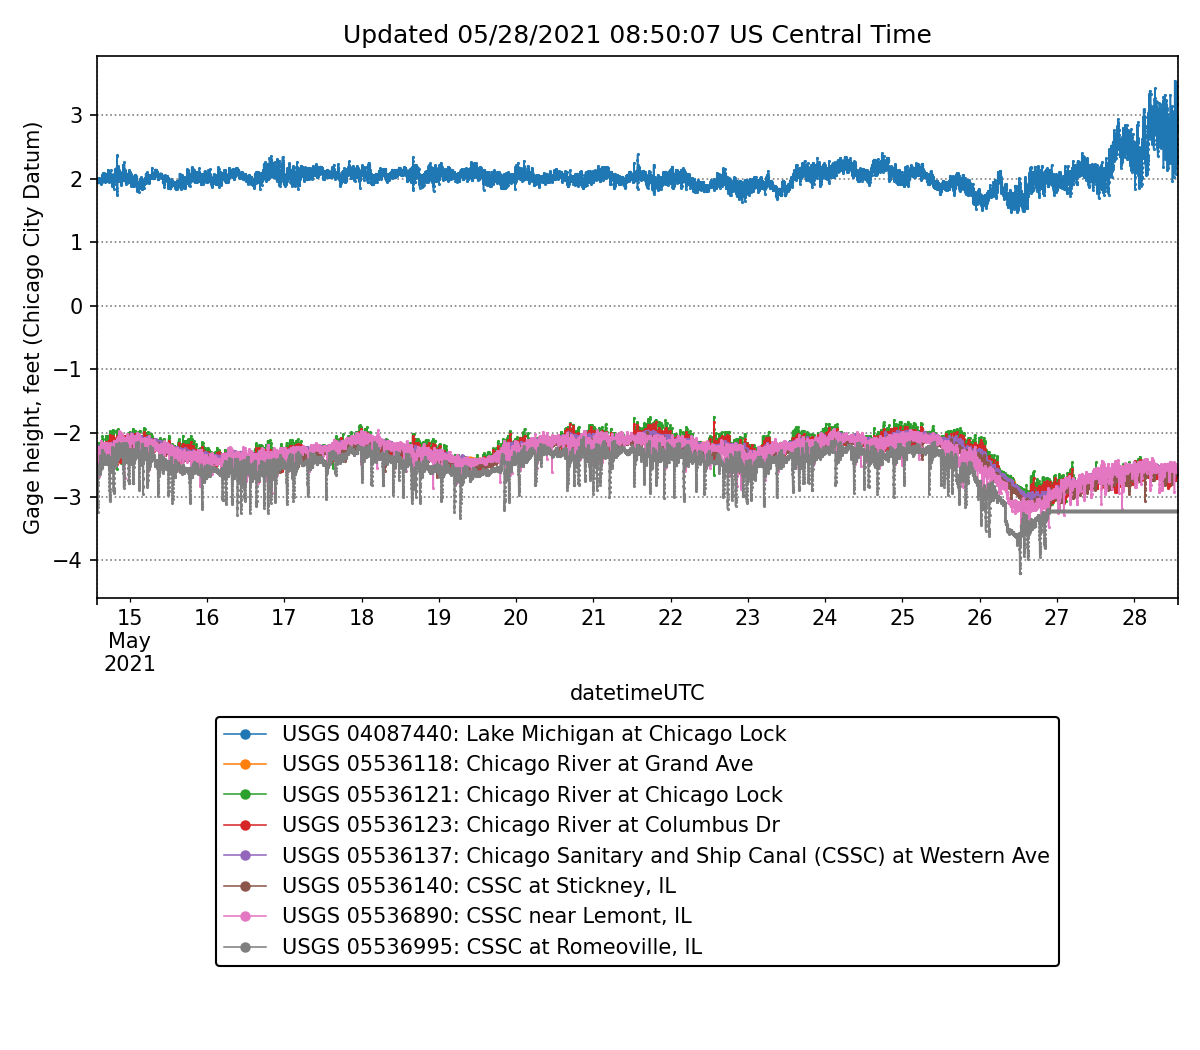 Updated 05/28/2021 08:50:07 US Central Time
Gage height, feet (Chicago City Datum)
3
2
1
0
−1
−2
−3
−4
15 16 17 18 19 20 21 22 23 24 25 26 27 28
May
2021
datetimeUTC
USGS 04087440: Lake Michigan at Chicago Lock
USGS 05536118: Chicago River at Grand Ave
USGS 05536121: Chicago River at Chicago Lock
USGS 05536123: Chicago River at Columbus Dr
USGS 05536137: Chicago Sanitary and Ship Canal (CSSC) at Western Ave
USGS 05536140: CSSC at Stickney, IL
USGS 05536890: CSSC near Lemont, IL
USGS 05536995: CSSC at Romeoville, IL